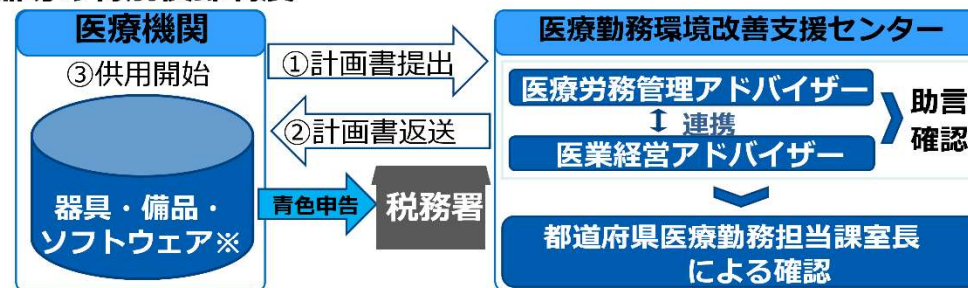 医療機関
③供用開始
器具・備品・
ソフトウェア※
①計画書提出
②計画書返送
青色申告
税務署
医療勤務環境改善支援センター
医療労務管理アドバイザー
連携
医業経営アドバイザー
助言
確認
都道府県医療勤務担当課室長
による確認